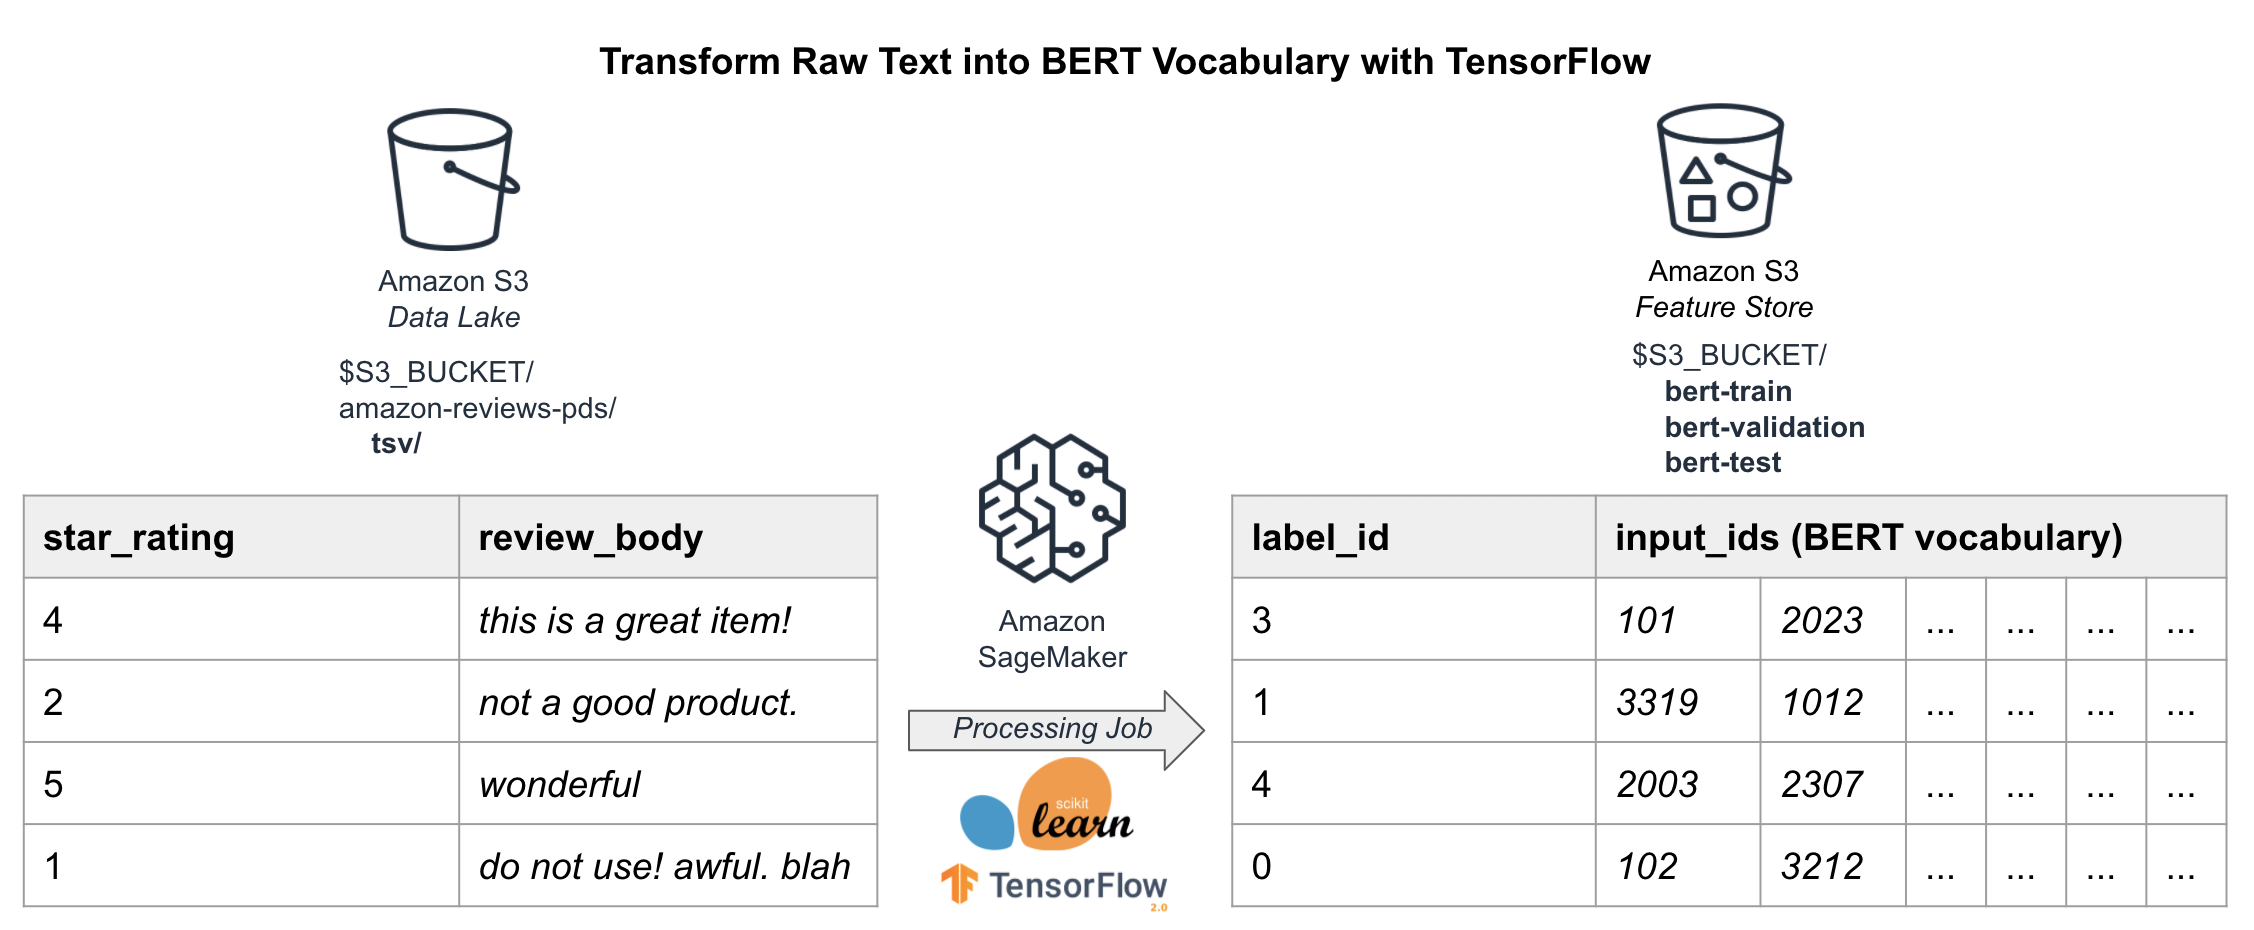 Transform Raw Text into BERT Vocabulary with TensorFlow
Amazon S3
Data Lake
$S3_BUCKET/
amazon-reviews-pds/
tsv/
Amazon S3
Feature Store
$S3_BUCKET/
bert-train
bert-validation
bert-test
star_rating review_body
4 this is a great item!
2 not a good product.
5 wonderful
1 do not use! awful. blah
Amazon
SageMaker
Processing Job
scikit
learn
TensorFlow
2.0
label_id input_ids (BERT vocabulary)
3 101 2023 ... ... ... ...
1 3319 1012 ... ... ... ...
4 2003 2307 ... ... ... ...
0 102 3212 ... ... ... ...